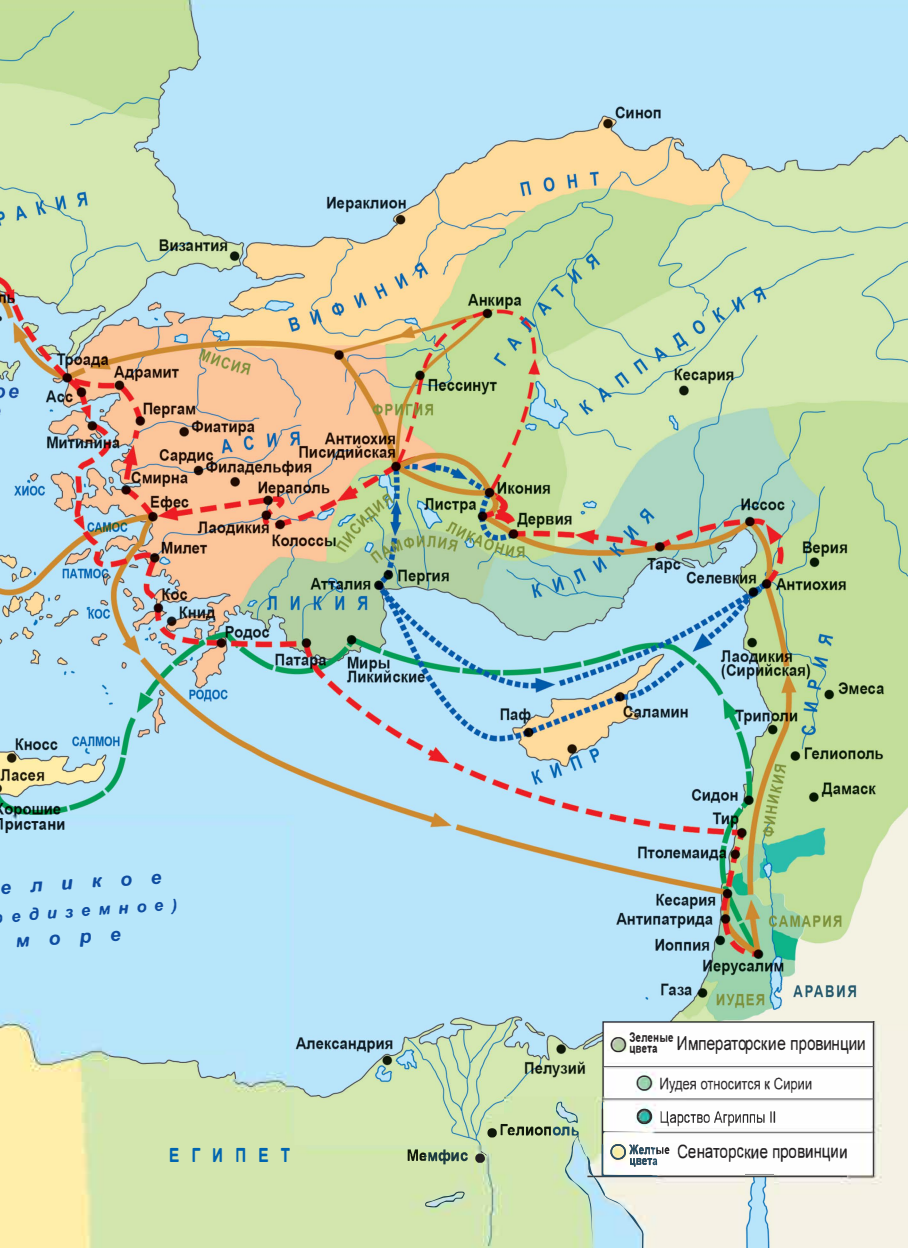 Синоп
ПОНТ
Иераклион
РАКИЯ
Византия
ВИФИНИЯ
ГАЛАТИЯ
Анкира
КАППАДОКИЯ
ль
Троада
МИСИЯ
Адрамит
Пессинут
Кесария
ое
Асс
Пергам
ФРИГИЯ
Митилина
Фиатира
АСИЯ
Антиохия
Писидийская
Сардис
Филадельфия
ХИОС
Смирна
Иераполь
Икония
Ефес
Листра
Иссос
САМОС
Лаодикия
Дервия
Колоссы
ПИСИДИЯ
ЛИКАОНИЯ
ПАМФИЛИЯ
КИЛИКИЯ
Милет
Верия
Тарс
ПАТМОС
Пергия
Селевкия
Антиохия
Атталия
Кос
ЛИКИЯ
КОС
Книд
Родос
Патара
Миры
Ликийские
Лаодикия
(Сирийская)
СИРИЯ
РОДОС
Эмеса
Саламин
Паф
Триполи
САЛМОН
Кносс
КИПР
Гелиополь
Ласея
Сидон
Дамаск
Хорошие
Пристани
Тир
ФИНИКИЯ
Птолемаида
еликое
редиземное)
море
Кесария
Антипатрида
САМАРИЯ
Иоппия
Иерусалим
Газа
ИУДЕЯ
АРАВИЯ
Александрия
Пелузий
Гелиополь
ЕГИПЕТ
Мемфис
Зеленые
цвета
Императорские провинции
Иудея относится к Сирии
Царство Агриппы II
Желтые
цвета
Сенаторские провинции